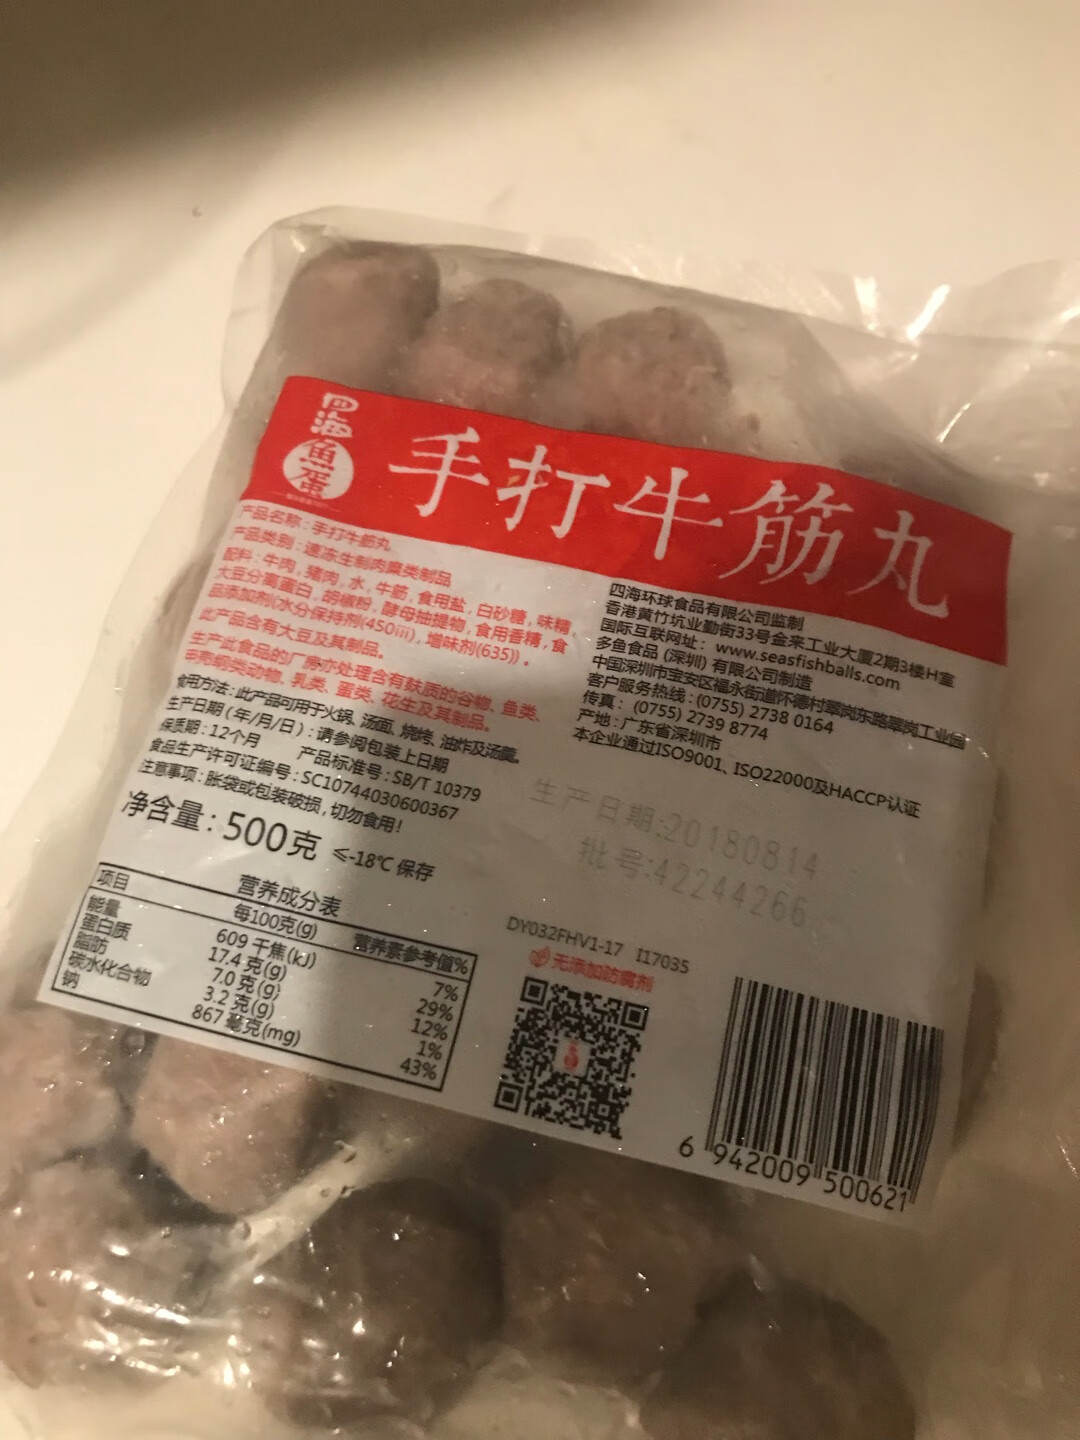 四海
魚蛋
手打牛筋丸
产品名称：手打牛筋丸
产品类别：速冻生制肉糜类制品
配料：牛肉，猪肉，水，牛筋，食用盐，白砂糖，味精，
大豆分离蛋白，胡椒粉，酵母抽提物，食用香精，食
品添加剂(水分保持剂(450iii)，增味剂(635))。
此产品含有大豆及其制品。
生产此食品的厂房亦处理含有麸质的谷物、鱼类、
甲壳纲类动物、乳类、蛋类、花生及其制品。
食用方法：此产品可用于火锅、汤面、烧烤、油炸及汤羹。
生产日期（年/月/日）：请参阅包装上日期
保质期：12个月 产品标准号：SB/T 10379
食品生产许可证编号：SC10744030600367
注意事项：胀袋或包装破损，切勿食用！
净含量：500克 ≤-18℃ 保存
四海环球食品有限公司监制
香港黄竹坑业勤街33号金来工业大厦2期3楼H室
国际互联网址：www.seasfishballs.com
多鱼食品（深圳）有限公司制造
中国深圳市宝安区福永街道怀德村翠岗东路翠岗工业园
客户服务热线：(0755) 2738 0164
传真：(0755) 2739 8774
产地：广东省深圳市
本企业通过ISO9001、ISO22000及HACCP认证
生产日期:20180814
批号:42244266
营养成分表
项目 每100克(g) 营养素参考值%
能量 609 千焦(kJ) 7%
蛋白质 17.4 克(g) 29%
脂肪 7.0 克(g) 12%
碳水化合物 3.2 克(g) 1%
钠 867 毫克(mg) 43%
DY032FHV1-17 I17035
无添加防腐剂
6 942009 500621